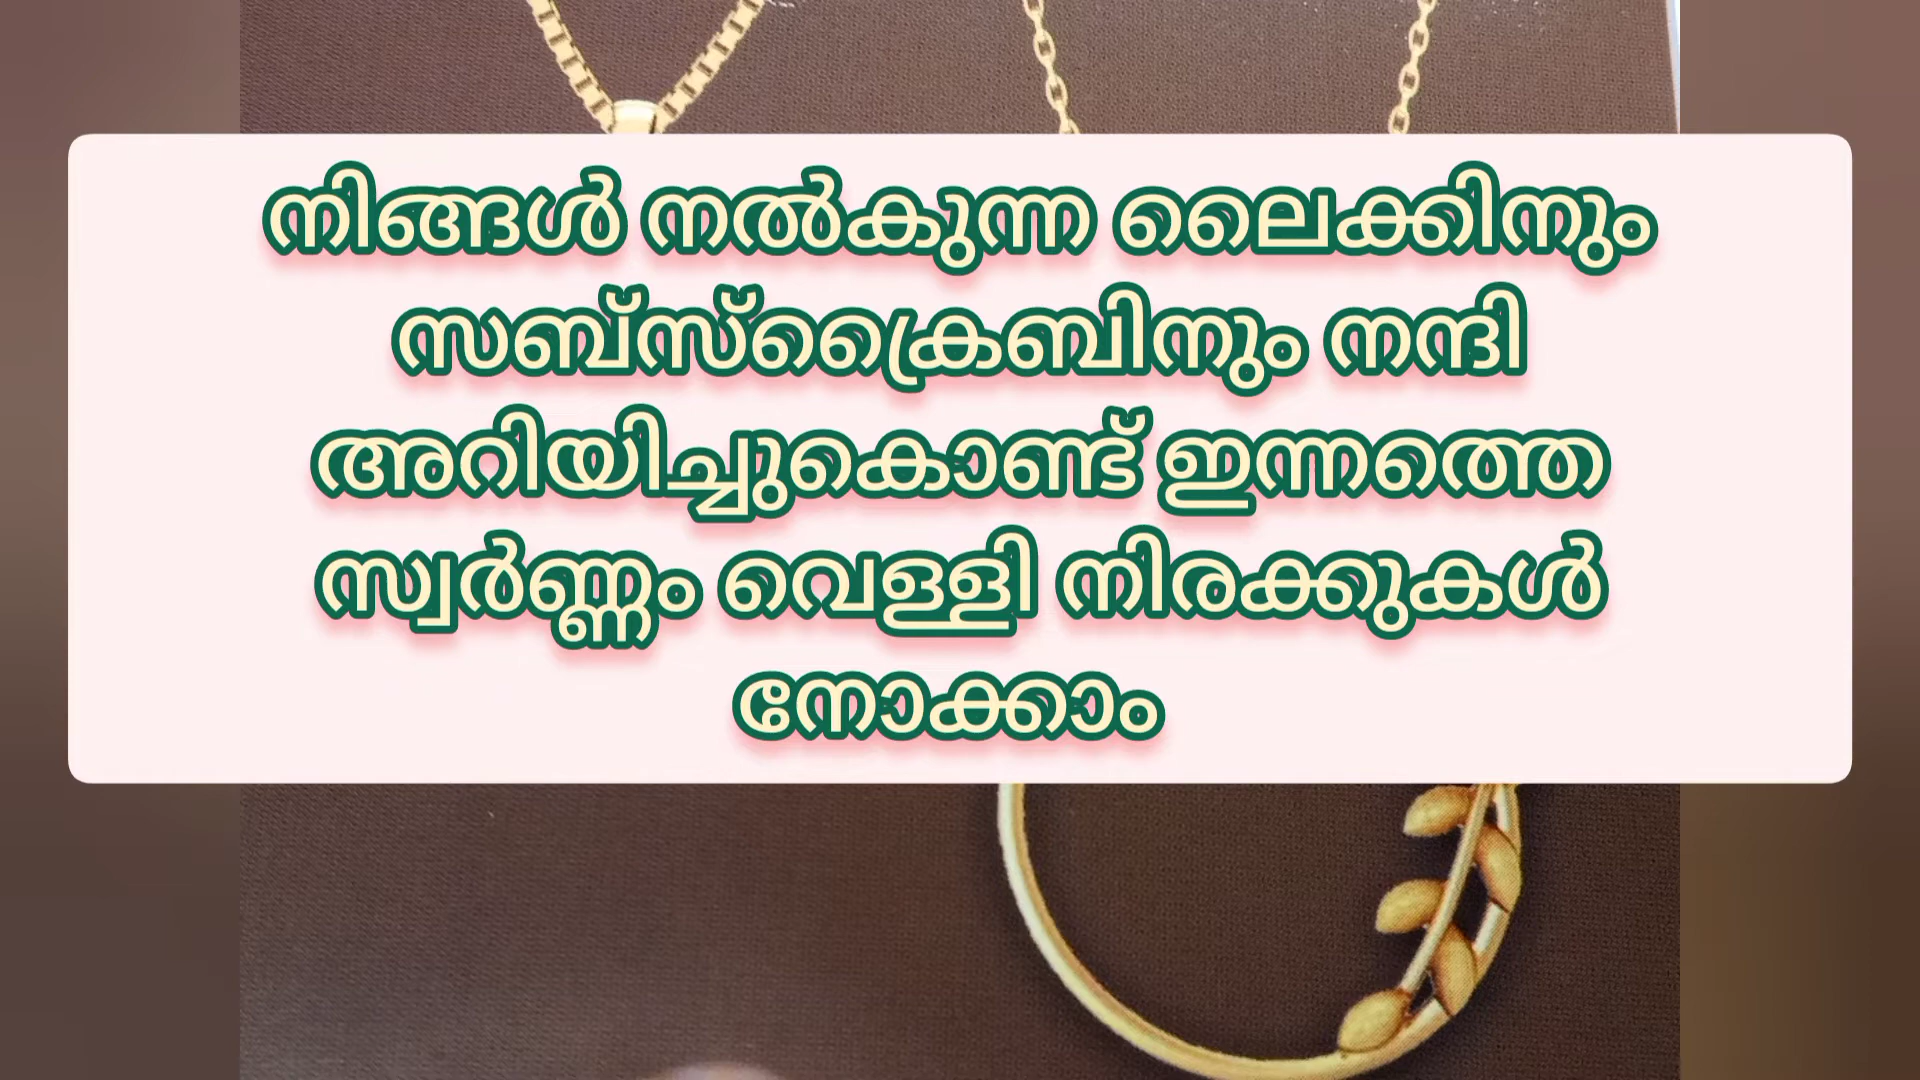 നിങ്ങൾ നൽകുന്ന ലൈക്കിനും
സബ്സ്ക്രൈബിനും നന്ദി
അറിയിച്ചുകൊണ്ട് ഇന്നത്തെ
സ്വർണ്ണം വെള്ളി നിരക്കുകൾ
നോക്കാം